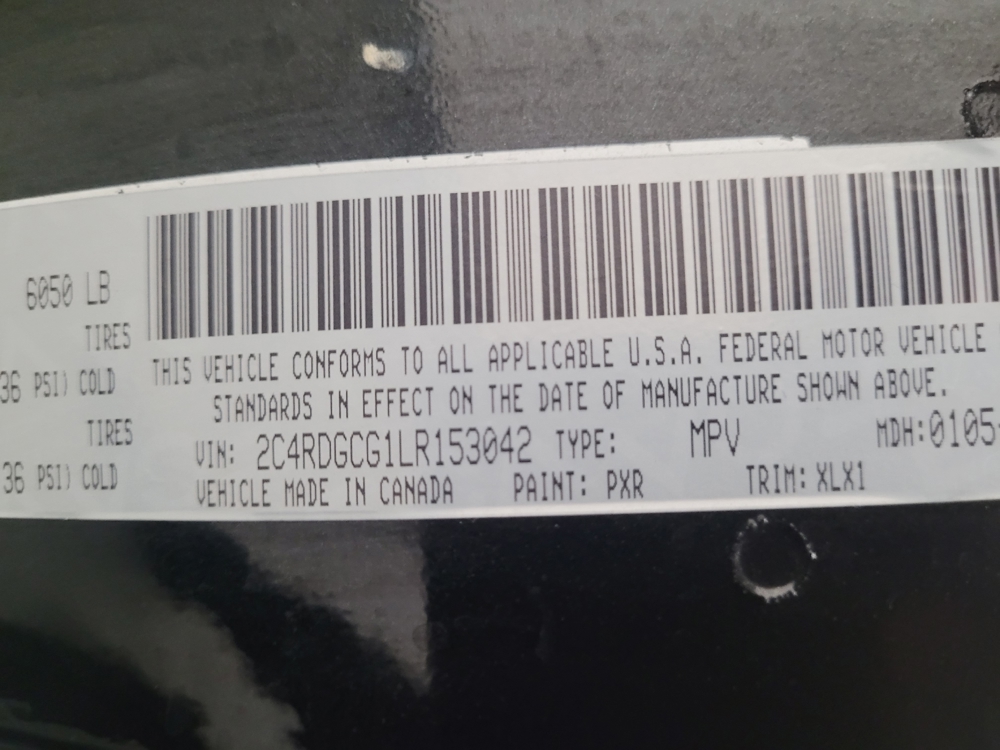 6050 LB
TIRES
36 PSI) COLD
TIRES
36 PSI) COLD
THIS VEHICLE CONFORMS TO ALL APPLICABLE U.S.A. FEDERAL MOTOR VEHICLE
STANDARDS IN EFFECT ON THE DATE OF MANUFACTURE SHOWN ABOVE.
VIN: 2C4RDGCG1LR153042 TYPE: MPV MDH:0105
VEHICLE MADE IN CANADA PAINT: PXR TRIM: XLX1